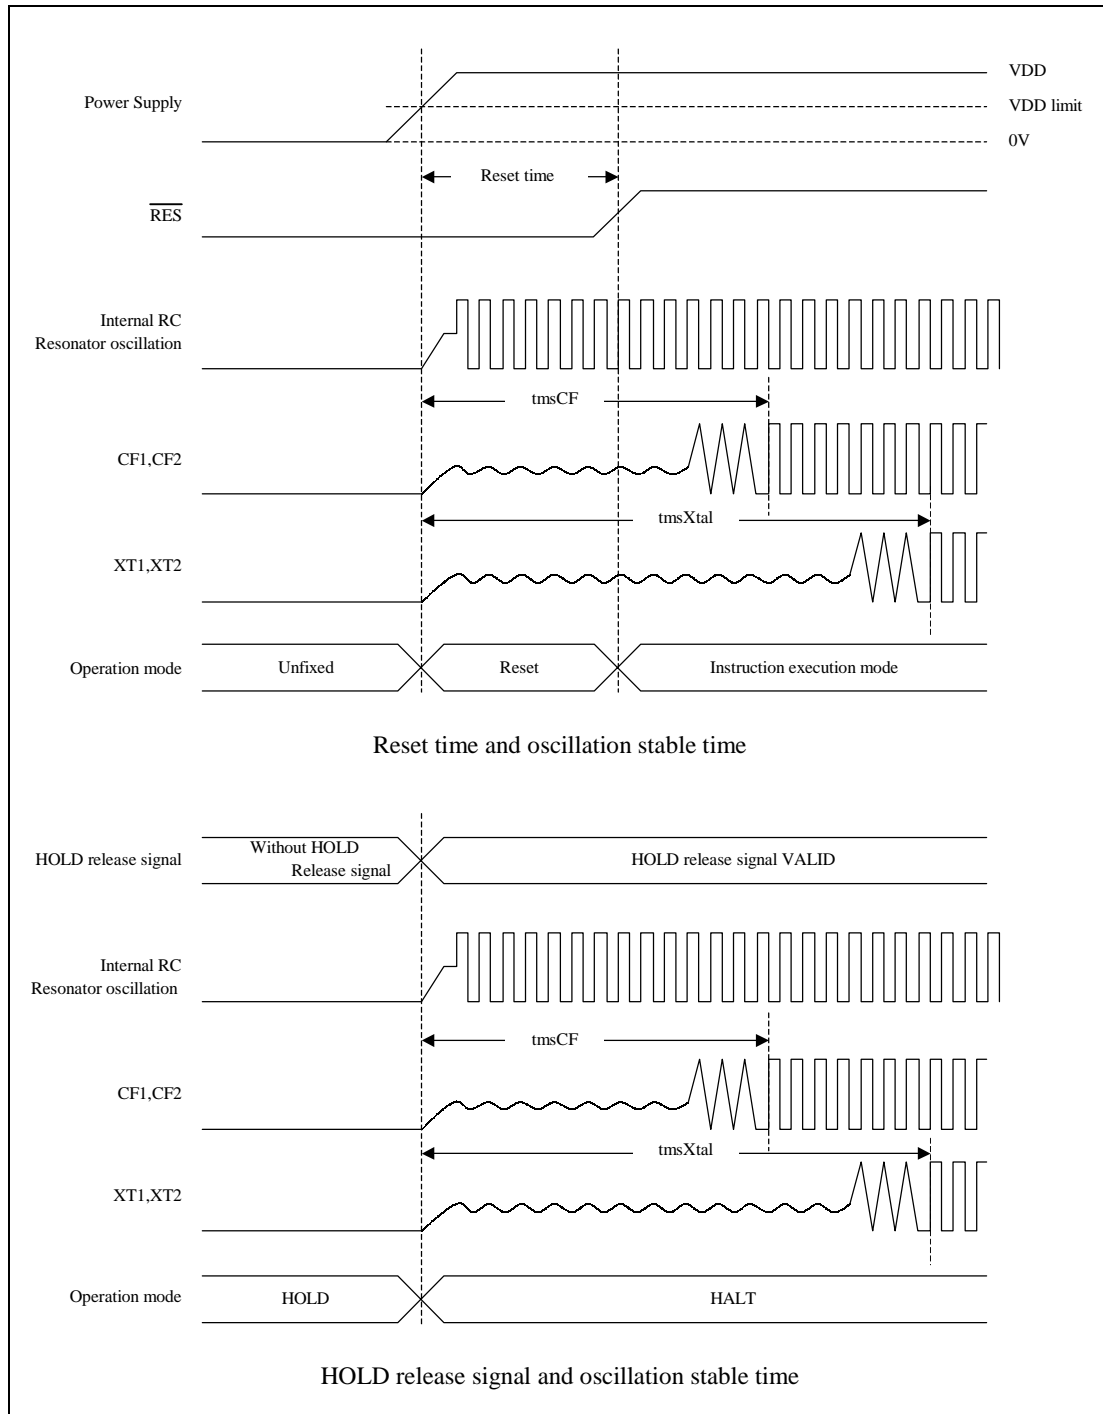 VDD
Power Supply
VDD limit
0V
Reset time
RES
Internal RC
Resonator oscillation
tmsCF
CF1,CF2
tmsXtal
XT1,XT2
Operation mode
Unfixed
Reset
Instruction execution mode
Reset time and oscillation stable time
HOLD release signal
Without HOLD
Release signal
HOLD release signal VALID
Internal RC
Resonator oscillation
tmsCF
CF1,CF2
tmsXtal
XT1,XT2
Operation mode
HOLD
HALT
HOLD release signal and oscillation stable time